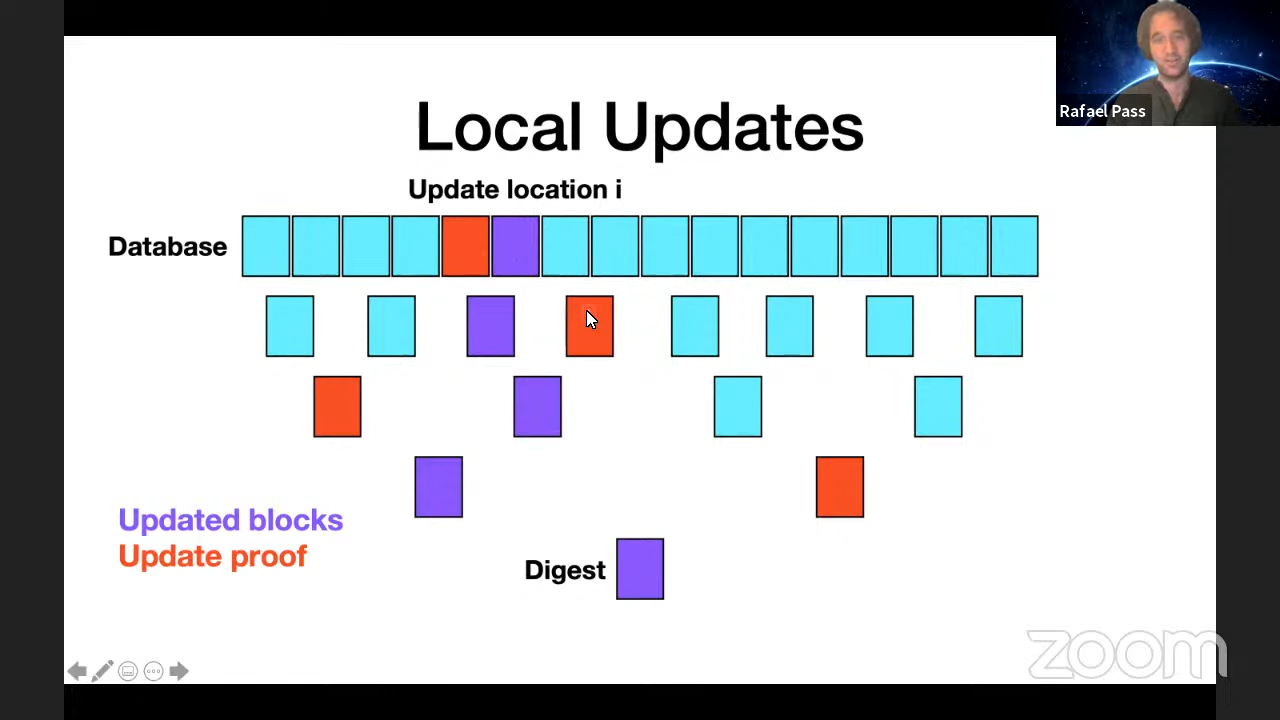 Rafael Pass
Local Updates
Update location i
Database
Updated blocks
Update proof
Digest
zoom